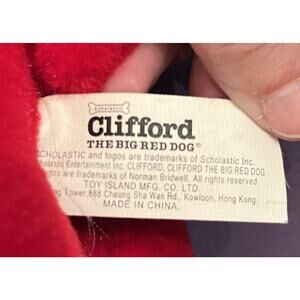 SCHOLASTIC
Clifford
THE BIG RED DOG®
SCHOLASTIC and logos are trademarks of Scholastic Inc.
Scholastic Entertainment Inc. CLIFFORD, CLIFFORD THE BIG RED DOG
logos are trademarks of Norman Bridwell. All rights reserved.
TOY ISLAND MFG. CO. LTD.
Tower, 888 Cheung Sha Wan Rd., Kowloon, Hong Kong.
MADE IN CHINA.